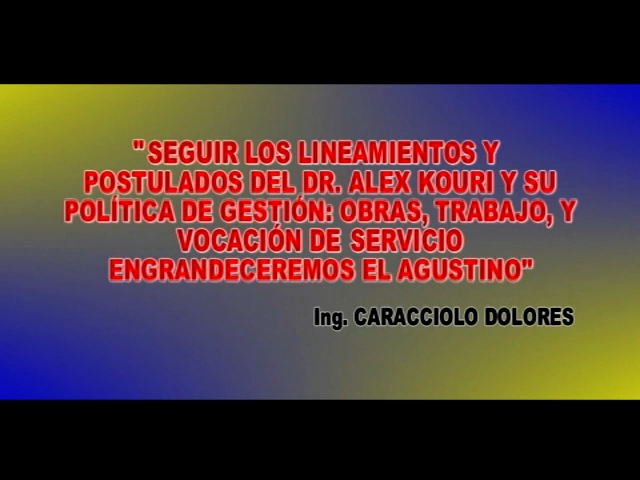 "SEGUIR LOS LINEAMIENTOS Y
POSTULADOS DEL DR. ALEX KOURI Y SU
POLÍTICA DE GESTIÓN: OBRAS, TRABAJO, Y
VOCACIÓN DE SERVICIO
ENGRANDECEREMOS EL AGUSTINO"
Ing. CARACCIOLO DOLORES